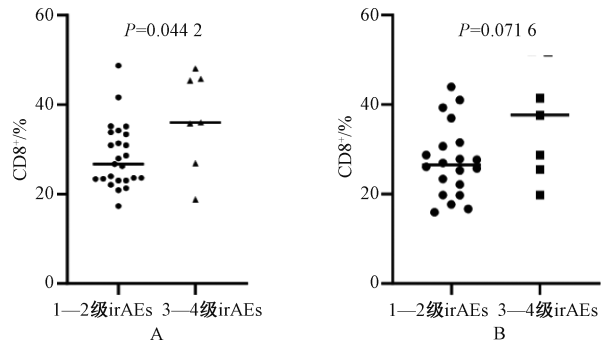 P=0.044 2
CD8+/%
60
40
20
0
1—2级irAEs 3—4级irAEs
A
P=0.071 6
CD8+/%
60
40
20
0
1—2级irAEs 3—4级irAEs
B